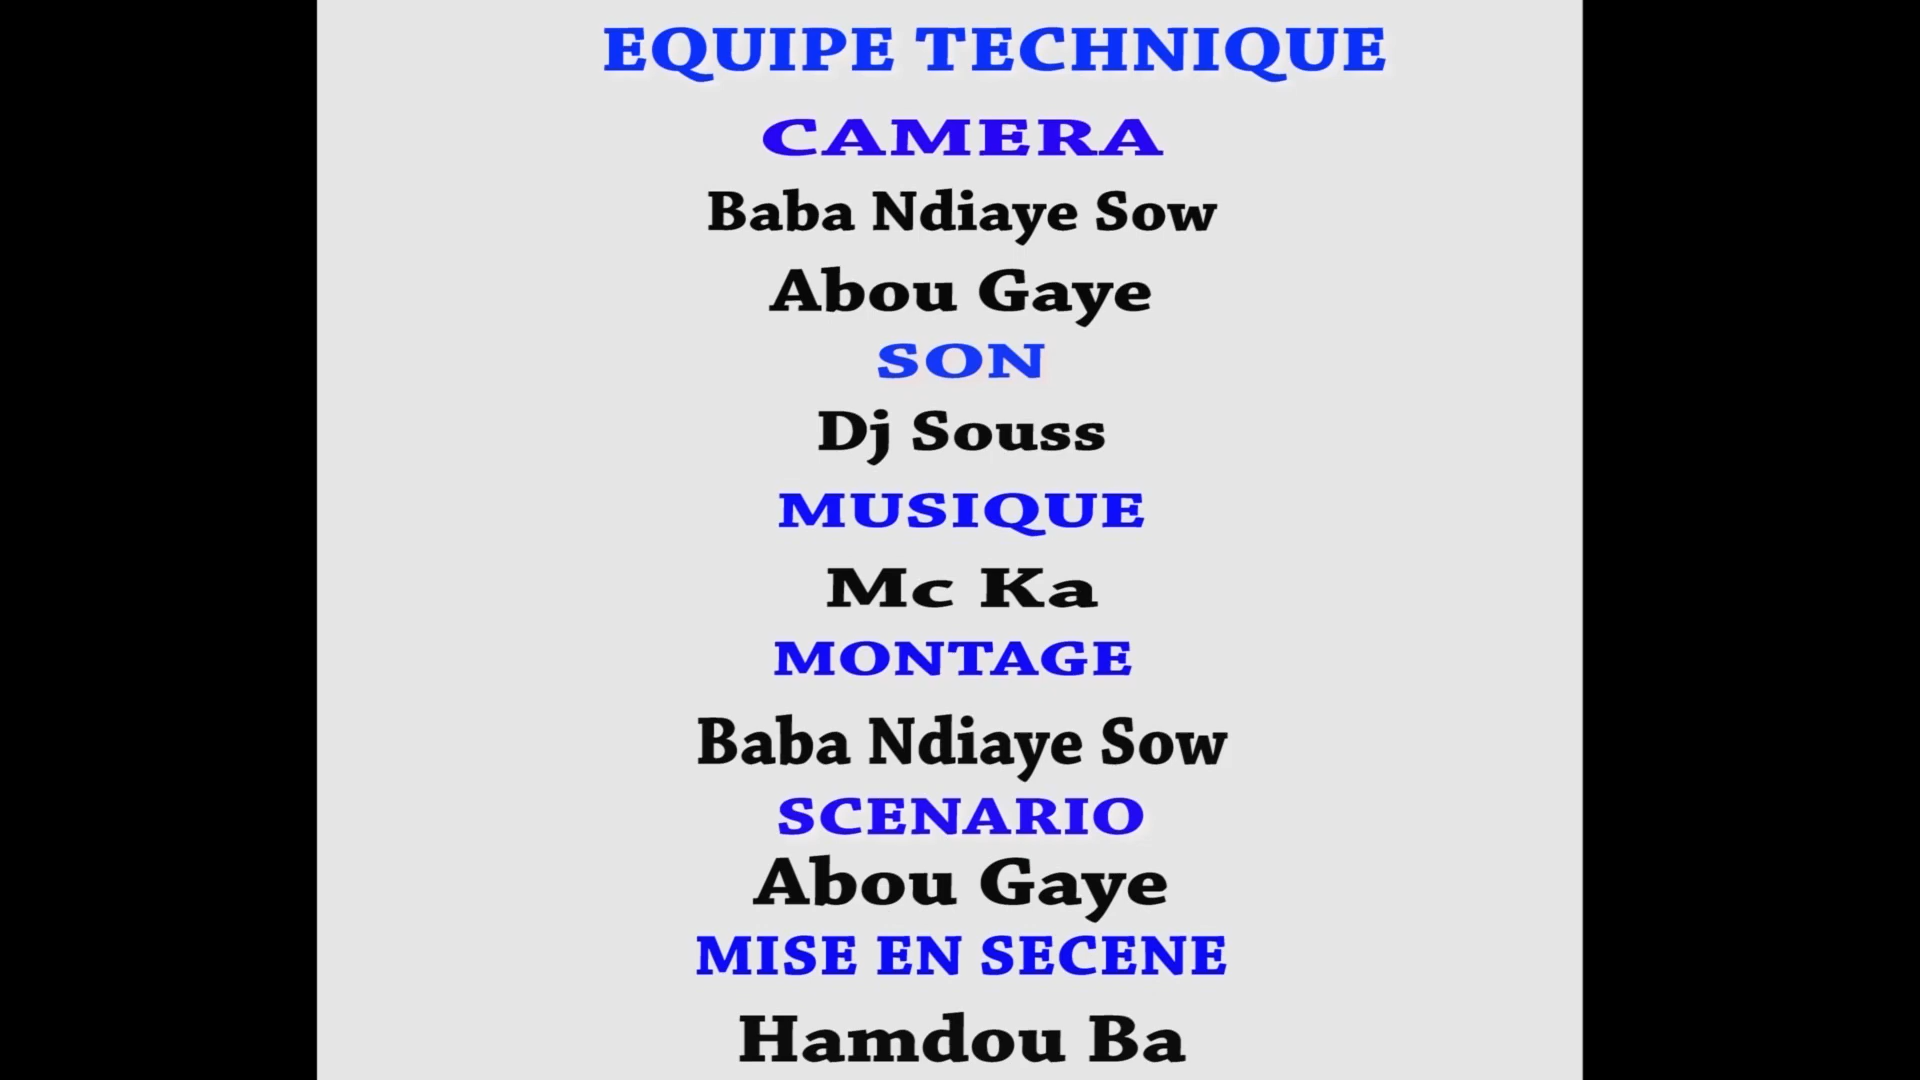 EQUIPE TECHNIQUE
CAMERA
Baba Ndiaye Sow
Abou Gaye
SON
Dj Souss
MUSIQUE
Mc Ka
MONTAGE
Baba Ndiaye Sow
SCENARIO
Abou Gaye
MISE EN SECENE
Hamdou Ba